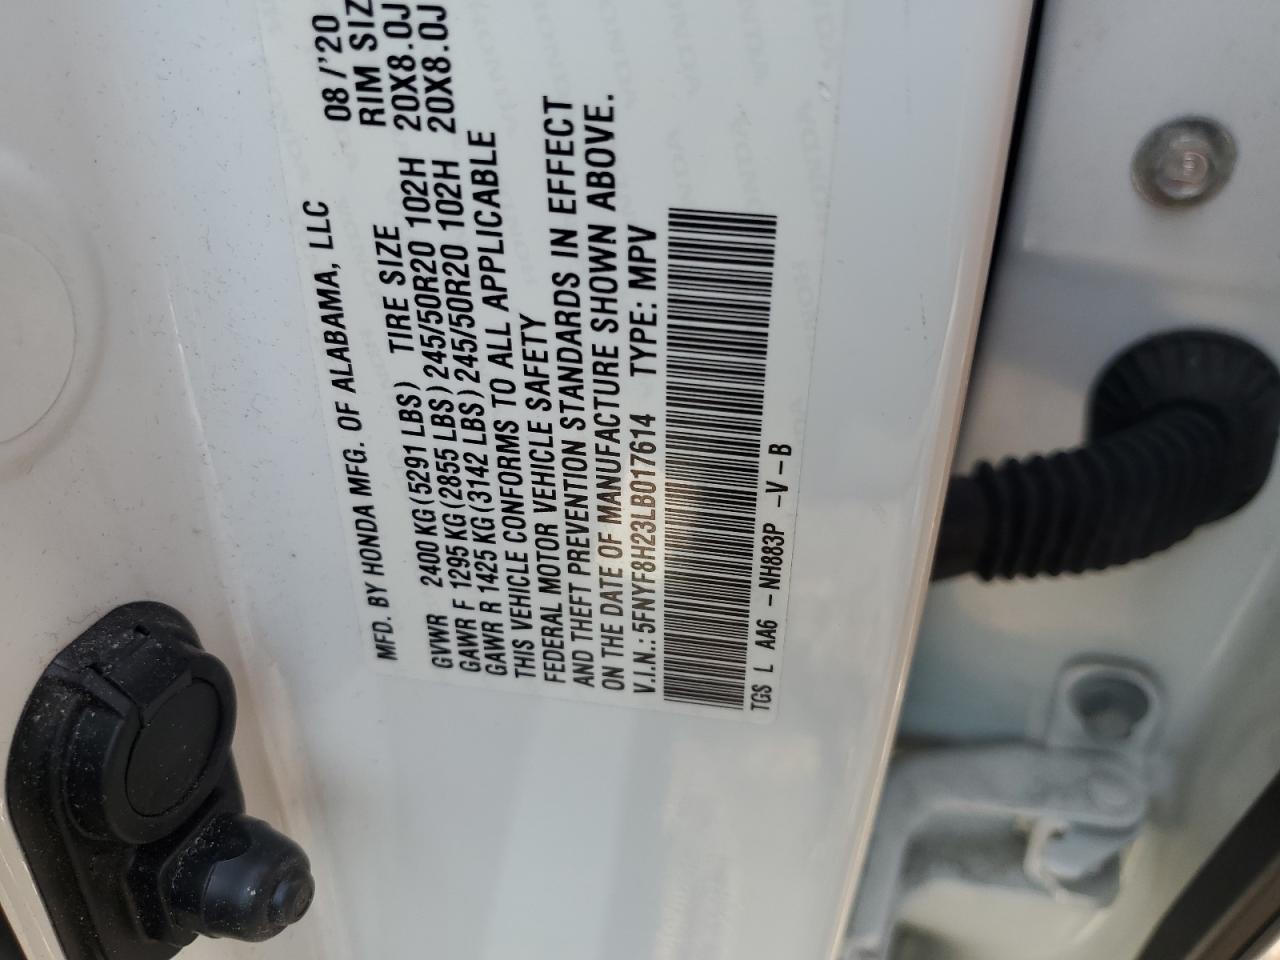 MFD. BY HONDA MFG. OF ALABAMA, LLC 08/'20
GVWR 2400 KG(5291 LBS) TIRE SIZE RIM SIZ
GAWR F 1295 KG(2855 LBS) 245/50R20 102H 20X8.0J
GAWR R 1425 KG(3142 LBS) 245/50R20 102H 20X8.0J
THIS VEHICLE CONFORMS TO ALL APPLICABLE
FEDERAL MOTOR VEHICLE SAFETY
AND THEFT PREVENTION STANDARDS IN EFFECT
ON THE DATE OF MANUFACTURE SHOWN ABOVE.
V.I.N.: 5FNYF8H23LB017614 TYPE: MPV
TGS L AA6 -NH883P -V-B